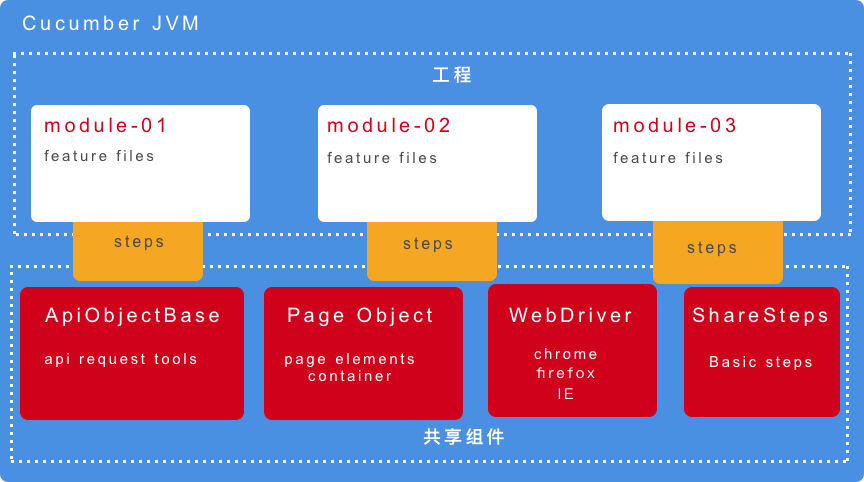 Cucumber JVM
工程
module-01
feature files
module-02
feature files
module-03
feature files
steps
steps
steps
ApiObjectBase
api request tools
Page Object
page elements
container
WebDriver
chrome
firefox
IE
ShareSteps
Basic steps
共享组件